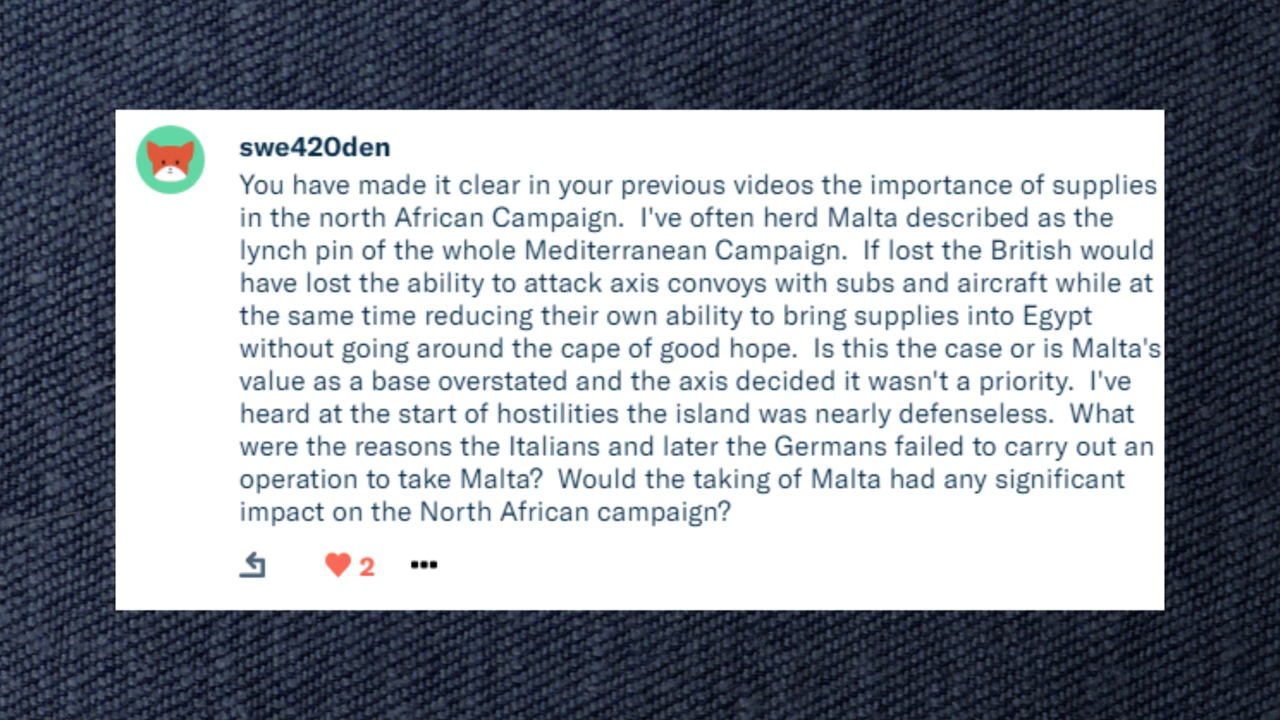 swe420den
You have made it clear in your previous videos the importance of supplies
in the north African Campaign.  I've often herd Malta described as the
lynch pin of the whole Mediterranean Campaign.  If lost the British would
have lost the ability to attack axis convoys with subs and aircraft while at
the same time reducing their own ability to bring supplies into Egypt
without going around the cape of good hope.  Is this the case or is Malta's
value as a base overstated and the axis decided it wasn't a priority.  I've
heard at the start of hostilities the island was nearly defenseless.  What
were the reasons the Italians and later the Germans failed to carry out an
operation to take Malta?  Would the taking of Malta had any significant
impact on the North African campaign?
2